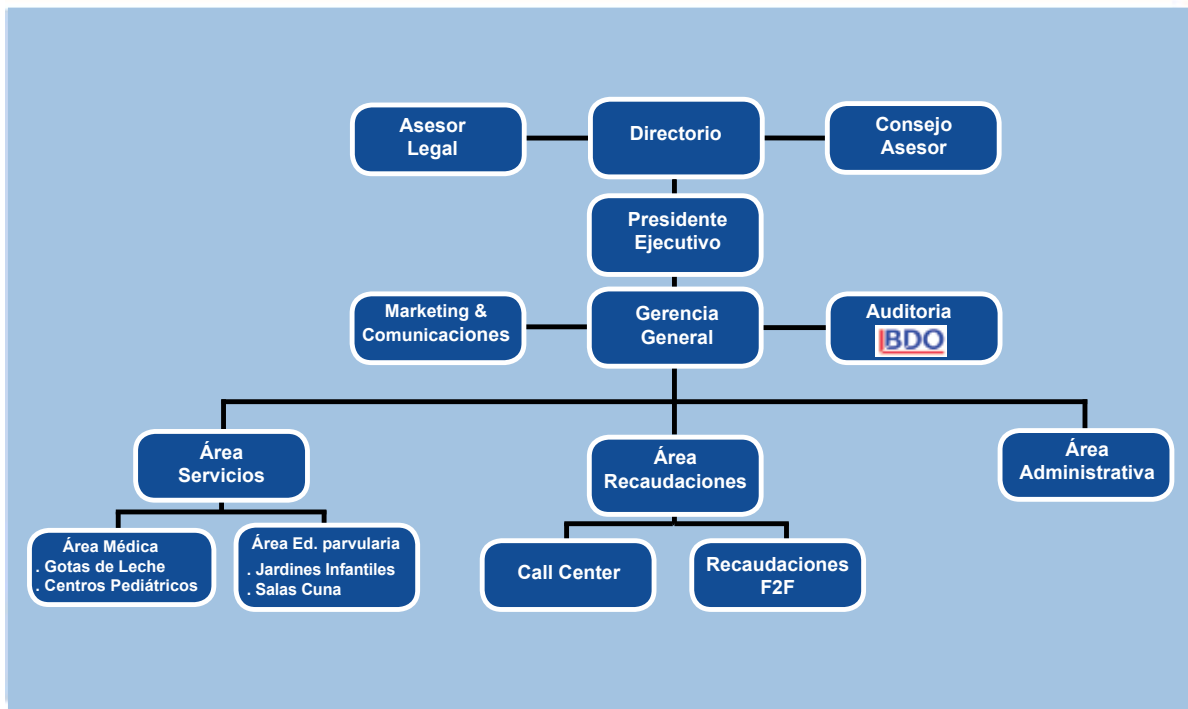 Asesor
Legal
Directorio
Consejo
Asesor
Presidente
Ejecutivo
Marketing &
Comunicaciones
Gerencia
General
Auditoria
BDO
Área
Servicios
Área
Recaudaciones
Área
Administrativa
Área Médica
. Gotas de Leche
. Centros Pediátricos
Área Ed. parvularia
. Jardines Infantiles
. Salas Cuna
Call Center
Recaudaciones
F2F